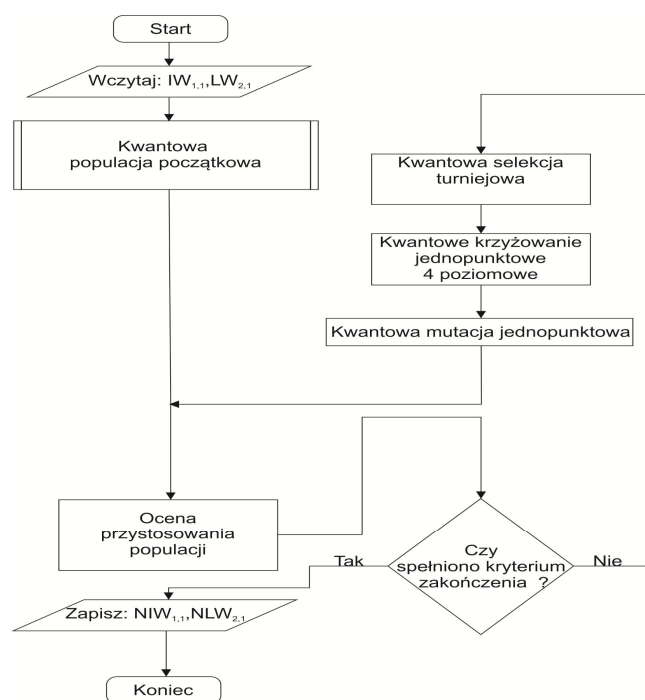 Start
Wczytaj: IW1,1,LW2,1
Kwantowa
populacja początkowa
Kwantowa selekcja
turniejowa
Kwantowe krzyżowanie
jednopunktowe
4 poziomowe
Kwantowa mutacja jednopunktowa
Ocena
przystosowania
populacji
Czy
spełniono kryterium
zakończenia ?
Tak
Nie
Zapisz: NIW1,1,NLW2,1
Koniec